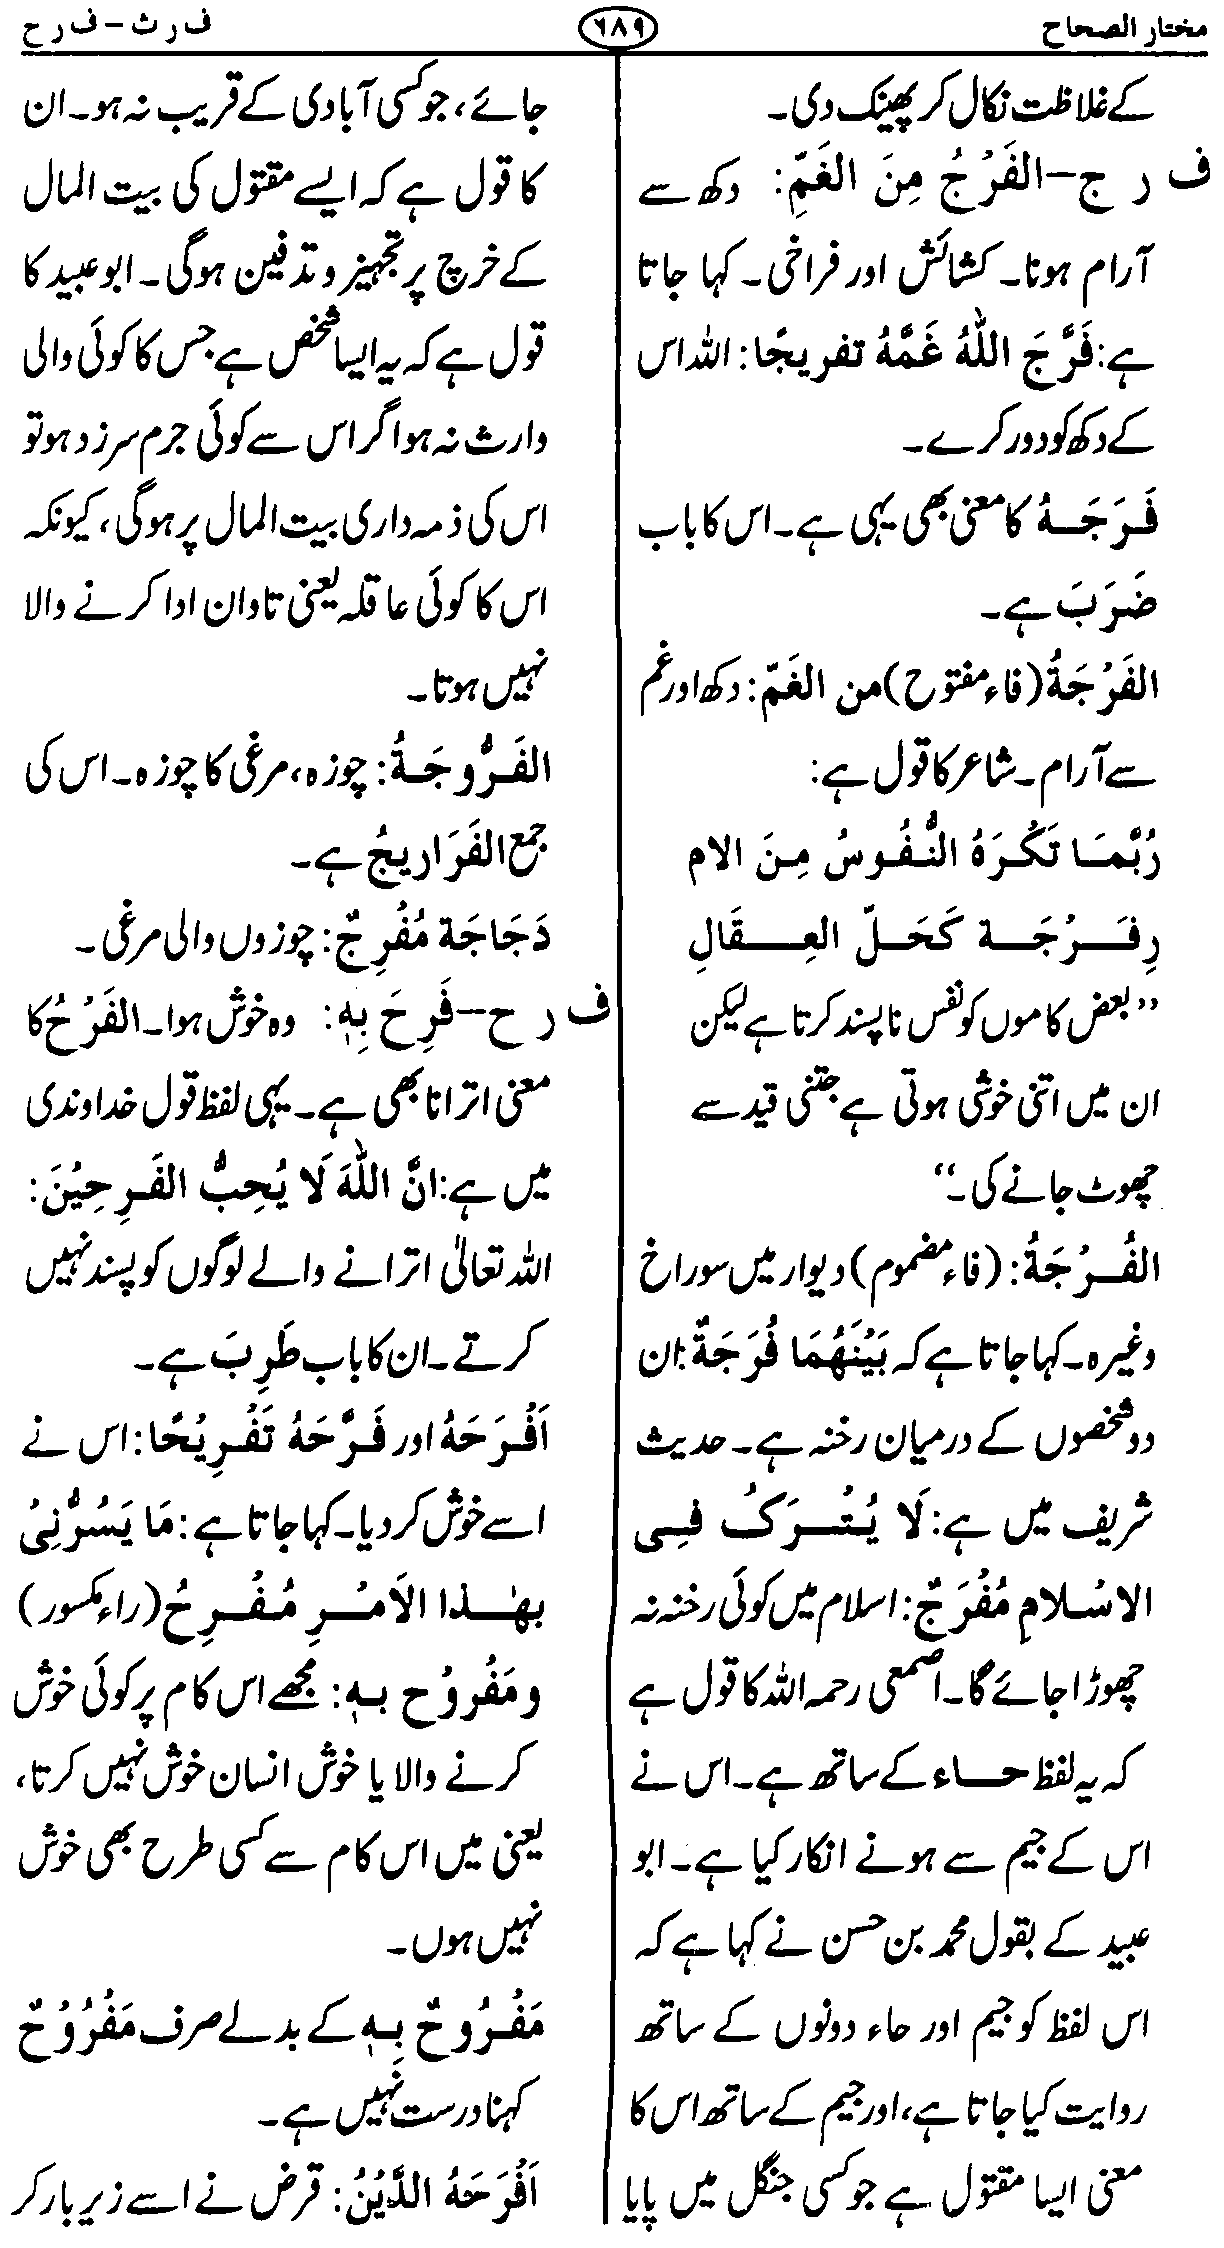 مختار الصحاح
٦٨٩
ف ر ث – ف ر ح
کے غلاظت نکال کر پھینک دی۔
ف ر ج – الفَرْجُ مِنَ الغَمِّ: دکھ سے
آرام ہونا۔ کشائش اور فراخی۔ کہا جاتا
ہے: فَرَّجَ اللّٰهُ غَمَّهُ تفریجًا: اللہ اس
کے دکھ کو دور کرے۔
فَرَجَهُ کا معنی بھی یہی ہے۔ اس کا باب
ضَرَبَ ہے۔
الفَرْجَةُ (فاء مفتوح) من الغَمّ: دکھ اور غم
سے آرام۔ شاعر کا قول ہے:
رُبَّمَا تَكْرَهُ النُّفُوسُ مِنَ الام
رِفَرْجَة كَحَلّ العِقَالِ
”بعض کاموں کو نفس ناپسند کرتا ہے لیکن
ان میں اتنی خوشی ہوتی ہے جتنی قید سے
چھوٹ جانے کی۔“
الفُرْجَةُ: (فاء مضموم) دیوار میں سوراخ
وغیرہ۔ کہا جاتا ہے کہ بَيْنَهُمَا فُرَجَةٌ: ان
دو شخصوں کے درمیان رخنہ ہے۔ حدیث
شریف میں ہے: لَا يُتْرَكُ فِی
الاسْلامِ مُفْرَجٌ: اسلام میں کوئی رخنہ نہ
چھوڑا جائے گا۔ اصمعی رحمہ اللہ کا قول ہے
کہ یہ لفظ حاء کے ساتھ ہے۔ اس نے
اس کے جیم سے ہونے انکار کیا ہے۔ ابو
عبید کے بقول محمد بن حسن نے کہا ہے کہ
اس لفظ کو جیم اور حاء دونوں کے ساتھ
روایت کیا جاتا ہے، اور جیم کے ساتھ اس کا
معنی ایسا مقتول ہے جو کسی جنگل میں پایا
جائے، جو کسی آبادی کے قریب نہ ہو۔ ان
کا قول ہے کہ ایسے مقتول کی بیت المال
کے خرچ پر تجہیز و تدفین ہوگی۔ ابوعبید کا
قول ہے کہ یہ ایسا شخص ہے جس کا کوئی والی
وارث نہ ہو اگر اس سے کوئی جرم سرزد ہو تو
اس کی ذمہ داری بیت المال پر ہوگی، کیونکہ
اس کا کوئی عاقلہ یعنی تاوان ادا کرنے والا
نہیں ہوتا۔
الفَرُّوجَةُ: چوزہ، مرغی کا چوزہ۔ اس کی
جمع الفَرَاريجُ ہے۔
دَجَاجَة مُفْرِجٌ: چوزوں والی مرغی۔
ف ر ح – فَرِحَ بِهٖ: وہ خوش ہوا۔ الفَرْحُ کا
معنی اترانا بھی ہے۔ یہی لفظ قول خداوندی
میں ہے: انَّ اللّٰهَ لَا يُحِبُّ الفَرِحِيْنَ:
اللہ تعالیٰ اترانے والے لوگوں کو پسند نہیں
کرتے۔ ان کا باب طَرِبَ ہے۔
اَفْرَحَهُ اور فَرَّحَهُ تَفْرِيْحًا: اس نے
اسے خوش کر دیا۔ کہا جاتا ہے: مَا يَسُرُّنِیْ
بِهٰذا الاَمْرِ مُفْرِحُ (راء مکسور)
و مَفْرُوْح بهٖ: مجھے اس کام پر کوئی خوش
کرنے والا یا خوش انسان خوش نہیں کرتا،
یعنی میں اس کام سے کسی طرح بھی خوش
نہیں ہوں۔
مَفْرُوحٌ بِهٖ کے بدلے صرف مَفْرُوْحٌ
کہنا درست نہیں ہے۔
اَفْرَحَهُ الدَّيْنُ: قرض نے اسے زیربار کر